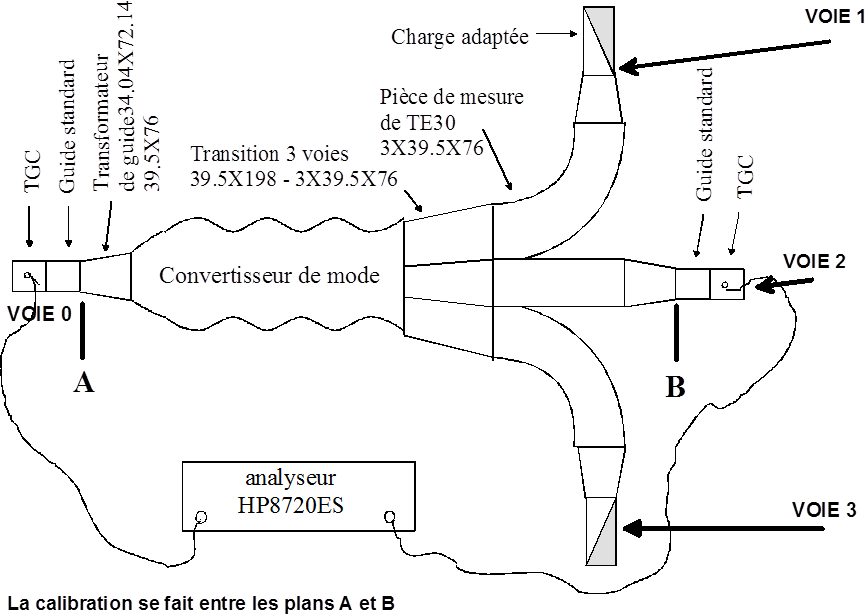 VOIE 1
Charge adaptée
Pièce de mesure
de TE30
3X39.5X76
Transition 3 voies
39.5X198 - 3X39.5X76
TGC
Guide standard
Transformateur
de guide34,04X72.14
39,5X76
Guide standard
TGC
Convertisseur de mode
VOIE 0
VOIE 2
A
B
analyseur
HP8720ES
VOIE 3
La calibration se fait entre les plans A et B